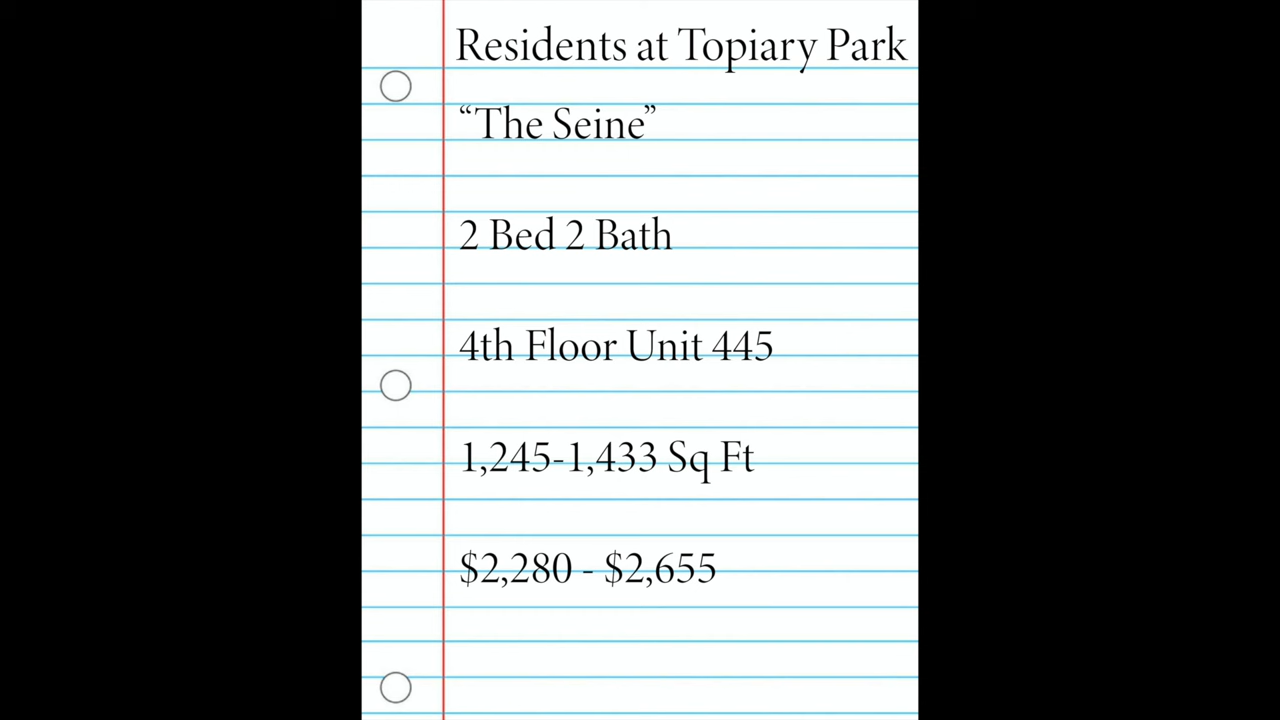 Residents at Topiary Park
“The Seine”
2 Bed 2 Bath
4th Floor Unit 445
1,245-1,433 Sq Ft
$2,280 - $2,655